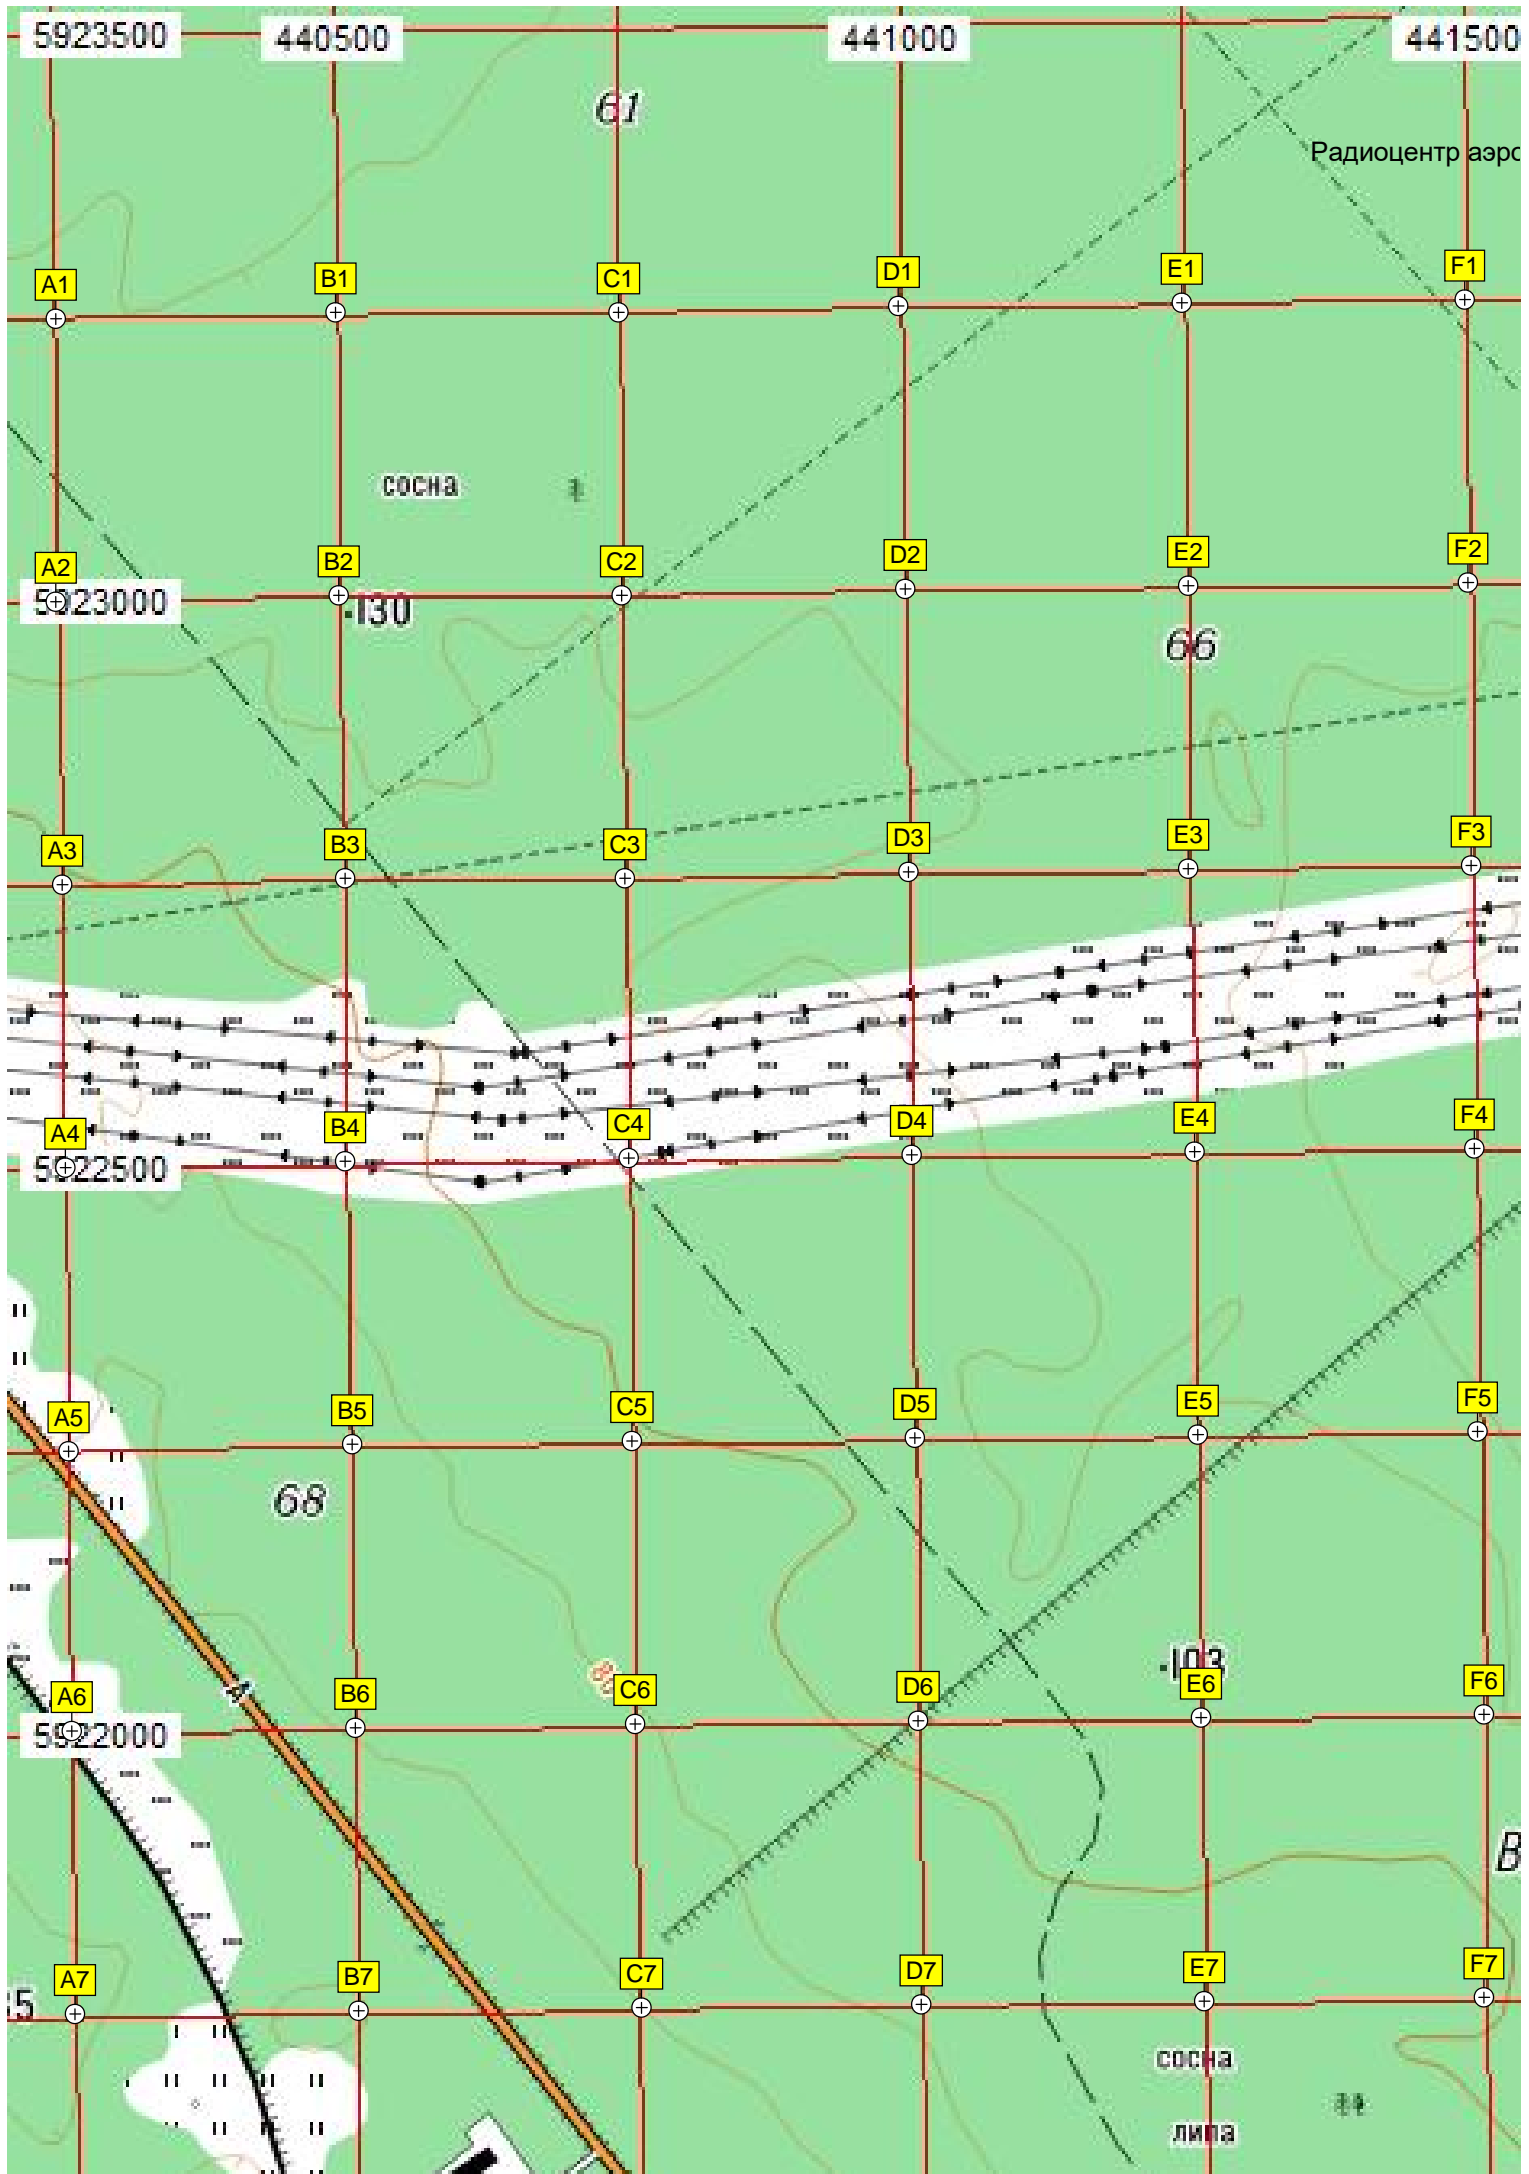 5923500 440500 441000 441500
61
Радиоцентр аэро
A1 B1 C1 D1 E1 F1
сосна
A2 B2 C2 D2 E2 F2
5923000
130
66
A3 B3 C3 D3 E3 F3
A4 B4 C4 D4 E4 F4
5922500
A5 B5 C5 D5 E5 F5
68
103
A6 B6 C6 D6 E6 F6
5922000
4
В
A7 B7 C7 D7 E7 F7
сосна
липа